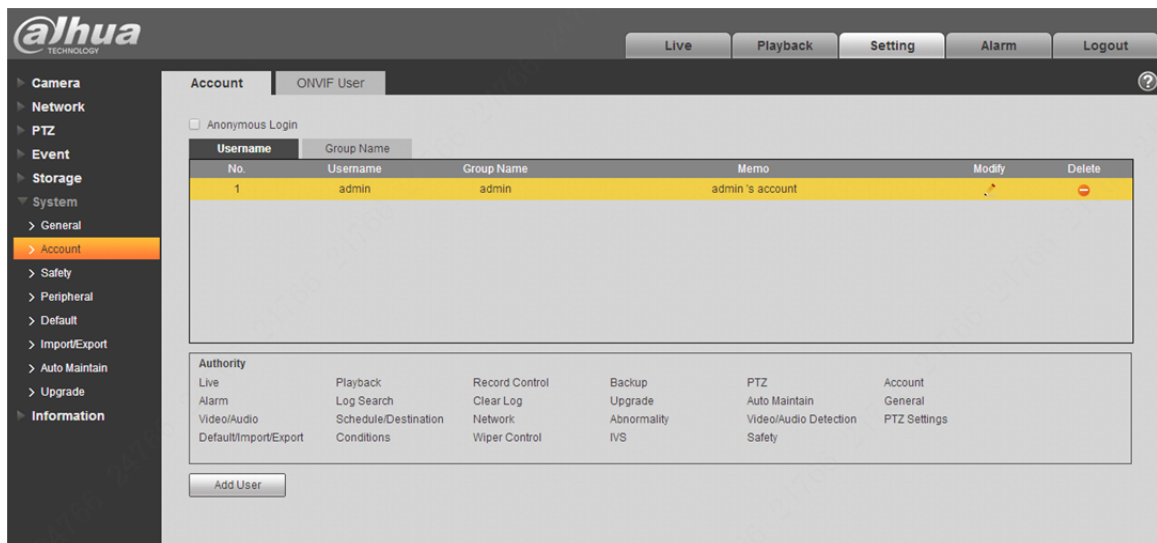 alhua
TECHNOLOGY
Live Playback Setting Alarm Logout
Camera
Network
PTZ
Event
Storage
System
General
Account
Safety
Peripheral
Default
Import/Export
Auto Maintain
Upgrade
Information
Account ONVIF User
?
Anonymous Login
Username Group Name
No. Username Group Name Memo Modify Delete
1 admin admin admin 's account
Authority
Live Playback Record Control Backup PTZ Account
Alarm Log Search Clear Log Upgrade Auto Maintain General
Video/Audio Schedule/Destination Network Abnormality Video/Audio Detection PTZ Settings
Default/Import/Export Conditions Wiper Control IVS Safety
Add User